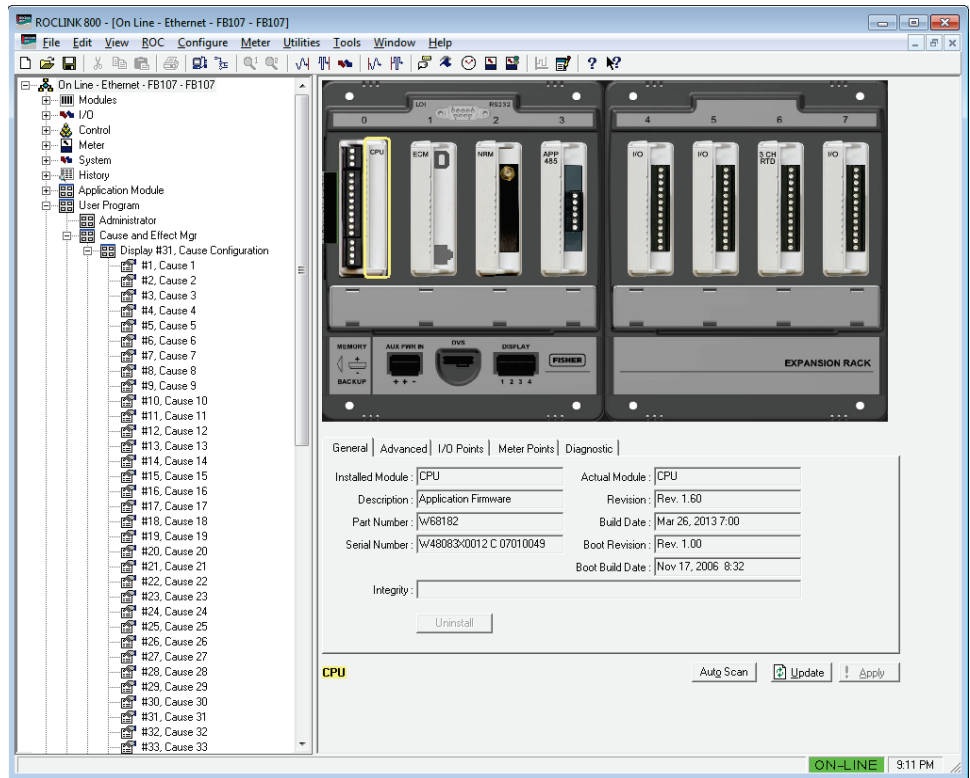 ROCLINK 800 - [On Line - Ethernet - FB107 - FB107]
File Edit View ROC Configure Meter Utilities Tools Window Help
On Line - Ethernet - FB107 - FB107
Modules
I/O
Control
Meter
System
History
Application Module
User Program
Administrator
Cause and Effect Mgr
Display #31, Cause Configuration
#1, Cause 1
#2, Cause 2
#3, Cause 3
#4, Cause 4
#5, Cause 5
#6, Cause 6
#7, Cause 7
#8, Cause 8
#9, Cause 9
#10, Cause 10
#11, Cause 11
#12, Cause 12
#13, Cause 13
#14, Cause 14
#15, Cause 15
#16, Cause 16
#17, Cause 17
#18, Cause 18
#19, Cause 19
#20, Cause 20
#21, Cause 21
#22, Cause 22
#23, Cause 23
#24, Cause 24
#25, Cause 25
#26, Cause 26
#27, Cause 27
#28, Cause 28
#29, Cause 29
#30, Cause 30
#31, Cause 31
#32, Cause 32
#33, Cause 33
LOI RS232
0 1 2 3 4 5 6 7
CPU ECM NRM APP 485 I/O I/O 3 CH RTD I/O
D
MEMORY BACKUP
AUX PWR IN
+ + -
OVS
DISPLAY
1 2 3 4
FISHER
EXPANSION RACK
General Advanced I/O Points Meter Points Diagnostic
Installed Module : CPU Actual Module : CPU
Description : Application Firmware Revision : Rev. 1.60
Part Number : W68182 Build Date : Mar 26, 2013 7:00
Serial Number : W48083X0012 C 07010049 Boot Revision : Rev. 1.00
Boot Build Date : Nov 17, 2006 8:32
Integrity :
Uninstall
CPU Auto Scan Update ! Apply
ON-LINE 9:11 PM